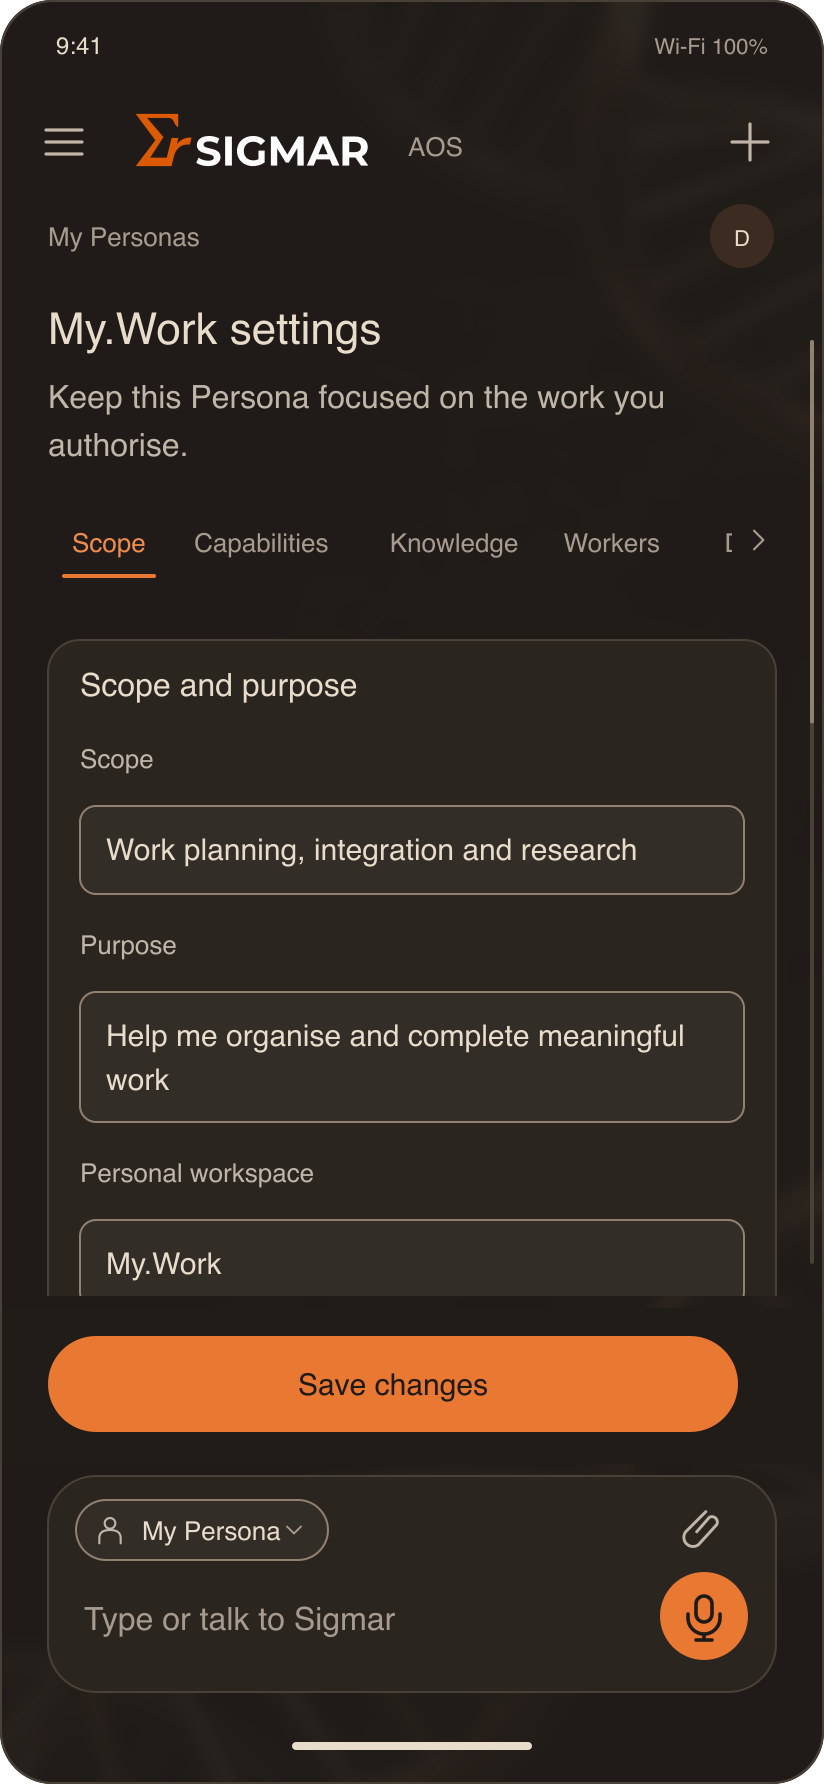 9:41
Wi-Fi 100%
Σr SIGMAR
AOS
My Personas
D
My.Work settings
Keep this Persona focused on the work you
authorise.
Scope
Capabilities
Knowledge
Workers
Scope and purpose
Scope
Work planning, integration and research
Purpose
Help me organise and complete meaningful
work
Personal workspace
My.Work
Save changes
My Persona
Type or talk to Sigmar